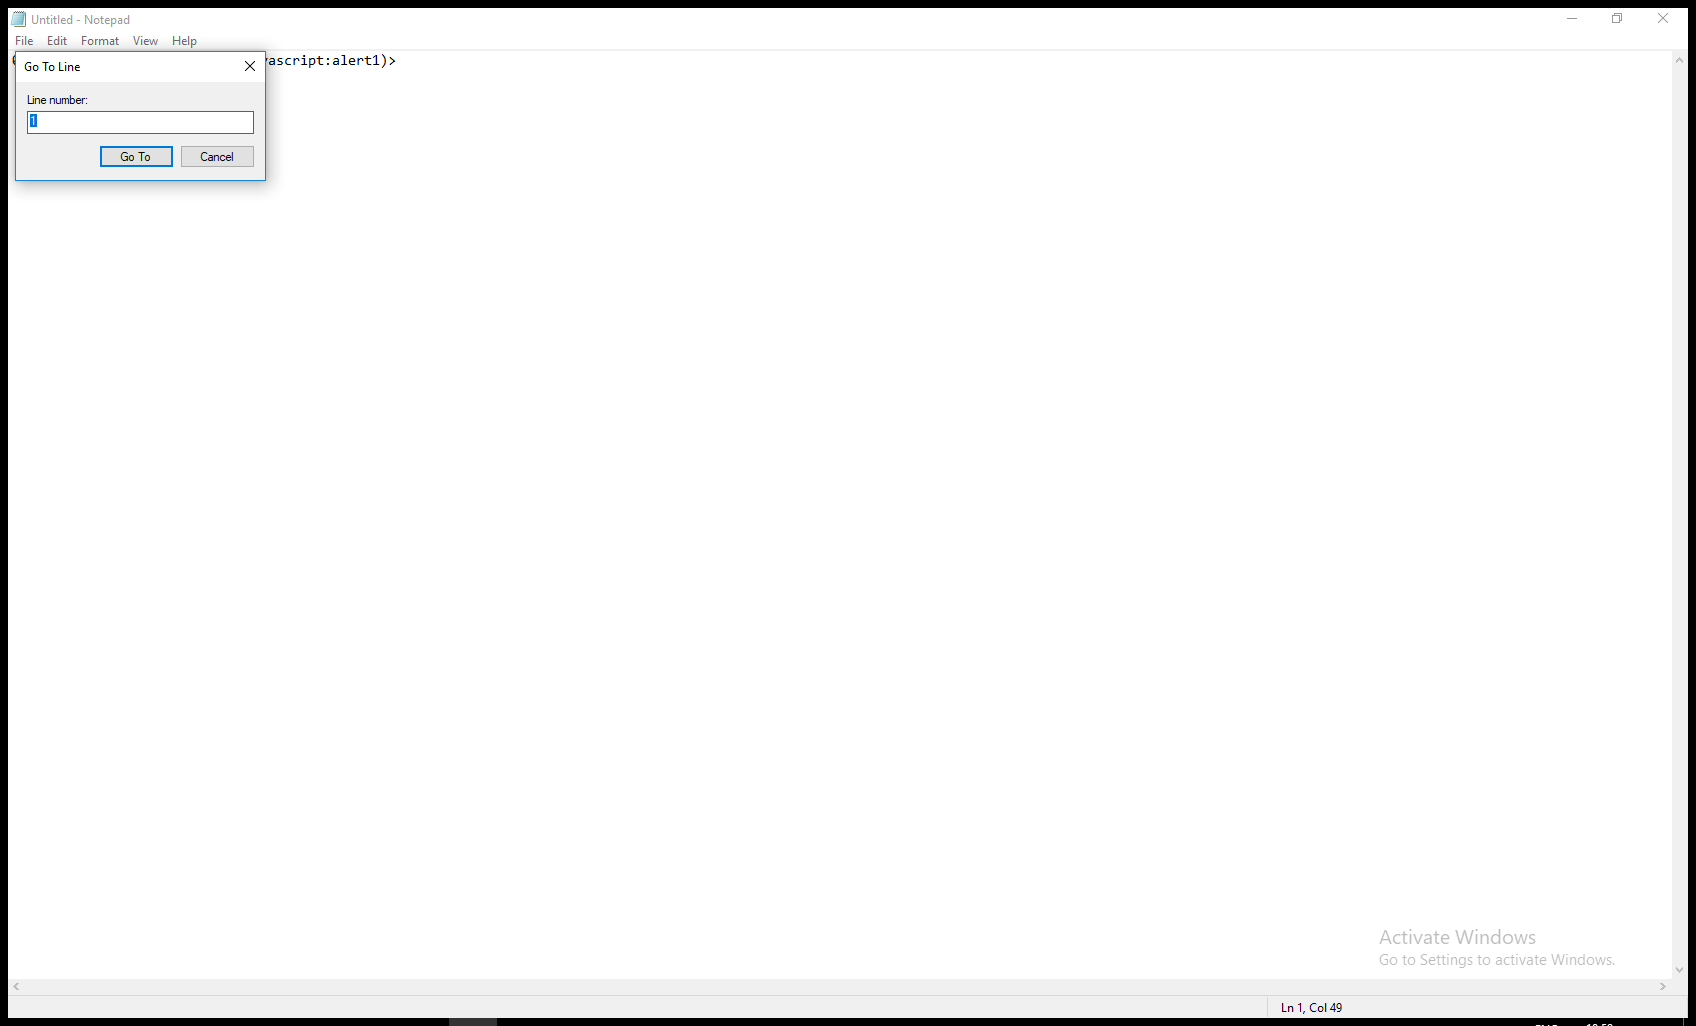 Untitled - Notepad
File Edit Format View Help
ascript:alert1)>
Go To Line
Line number:
1
Go To Cancel
Activate Windows
Go to Settings to activate Windows.
Ln 1, Col 49